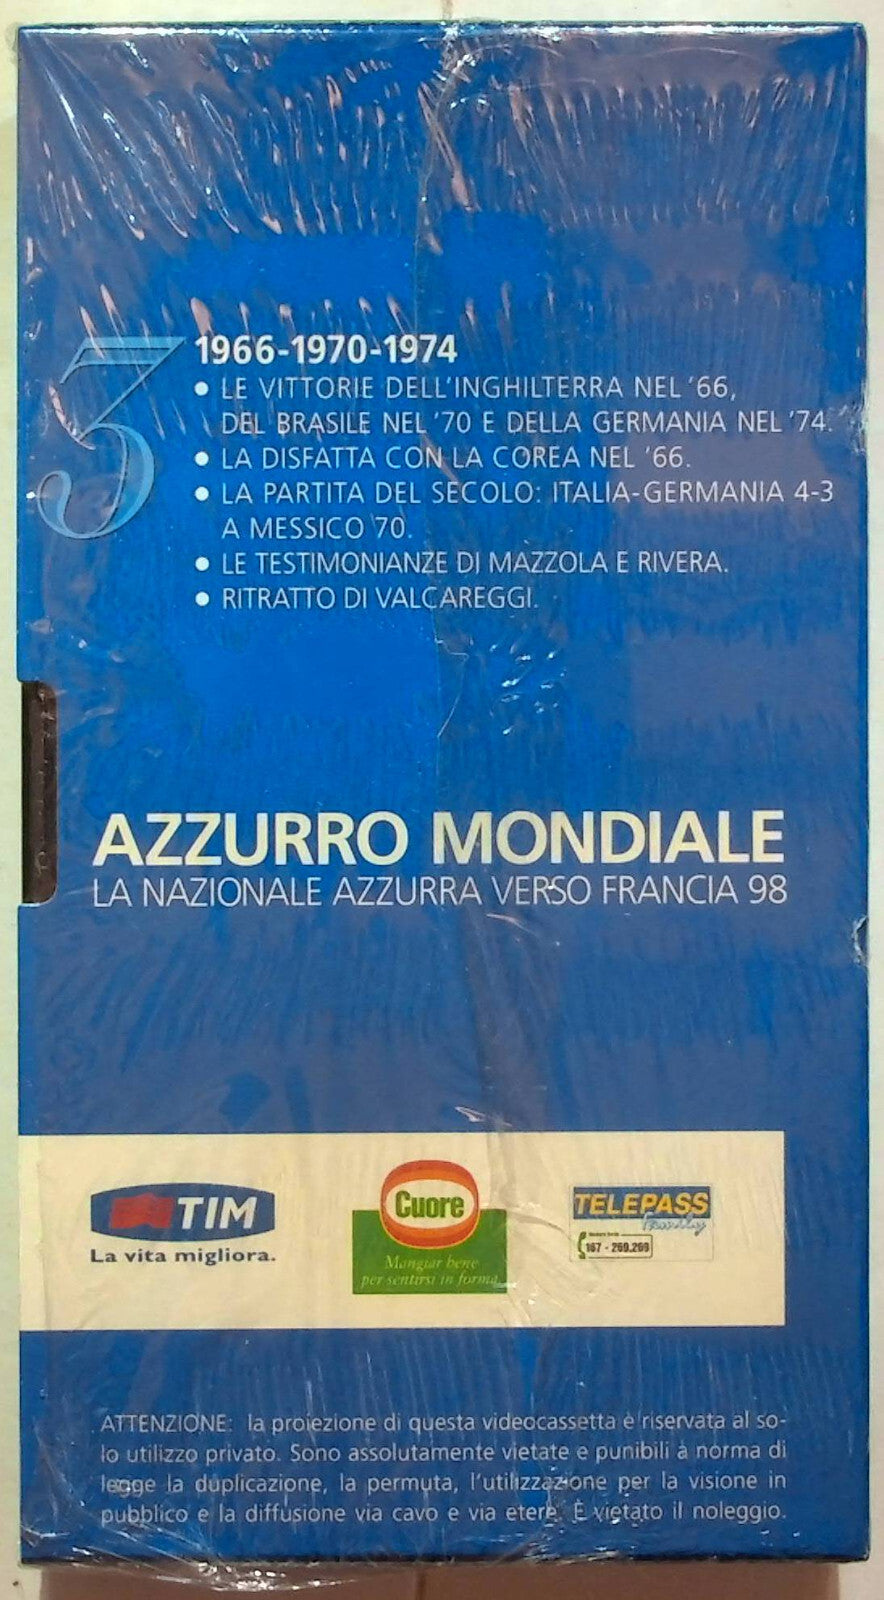 3
1966-1970-1974
• LE VITTORIE DELL'INGHILTERRA NEL '66,
DEL BRASILE NEL '70 E DELLA GERMANIA NEL '74.
• LA DISFATTA CON LA COREA NEL '66.
• LA PARTITA DEL SECOLO: ITALIA-GERMANIA 4-3
A MESSICO 70.
• LE TESTIMONIANZE DI MAZZOLA E RIVERA.
• RITRATTO DI VALCAREGGI.
AZZURRO MONDIALE
LA NAZIONALE AZZURRA VERSO FRANCIA 98
TIM
La vita migliora.
Cuore
Mangiar bene
per sentirsi in forma
TELEPASS
Family
167 - 269.269
ATTENZIONE: la proiezione di questa videocassetta è riservata al so-
lo utilizzo privato. Sono assolutamente vietate e punibili a norma di
legge la duplicazione, la permuta, l'utilizzazione per la visione in
pubblico e la diffusione via cavo e via etere. È vietato il noleggio.